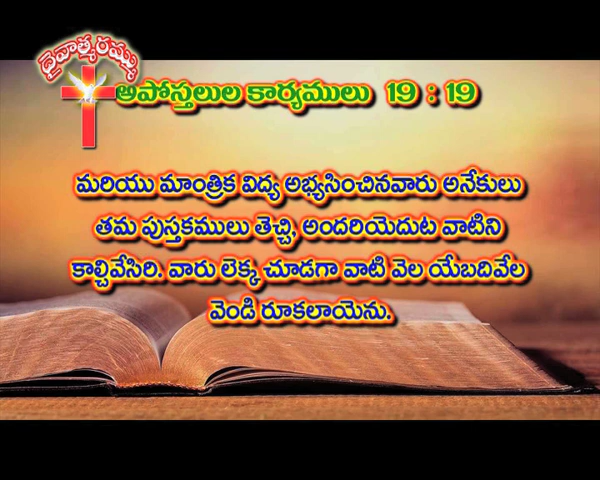 దైవాత్మరమ్ము
అపోస్తలుల కార్యములు 19 : 19
మరియు మాంత్రిక విద్య అభ్యసించినవారు అనేకులు
తమ పుస్తకములు తెచ్చి, అందరియెదుట వాటిని
కాల్చివేసిరి. వారు లెక్క చూడగా వాటి వెల యేబదివేల
వెండి రూకలాయెను.